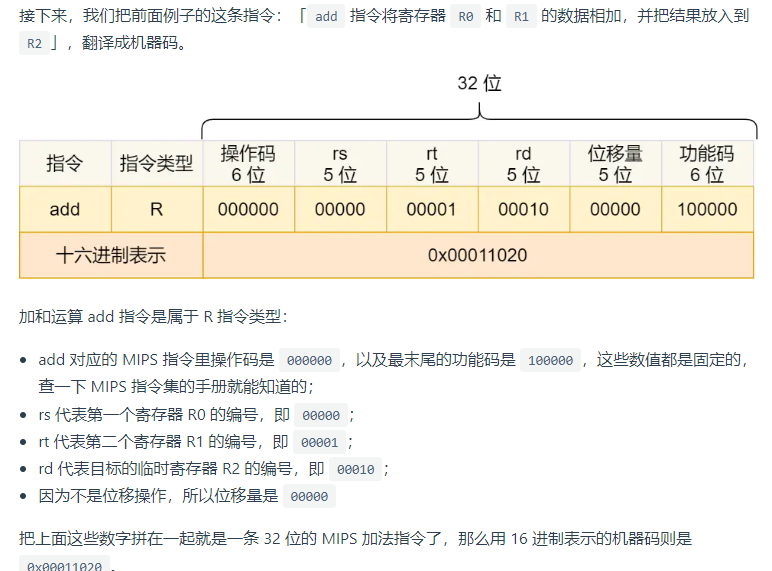 接下来，我们把前面例子的这条指令：「 add 指令将寄存器 R0 和 R1 的数据相加，并把结果放入到
R2 」，翻译成机器码。
32 位
指令 指令类型 操作码 6 位 rs 5 位 rt 5 位 rd 5 位 位移量 5 位 功能码 6 位
add R 000000 00000 00001 00010 00000 100000
十六进制表示 0x00011020
加和运算 add 指令是属于 R 指令类型：
add 对应的 MIPS 指令里操作码是 000000 ，以及最末尾的功能码是 100000 ，这些数值都是固定的，
查一下 MIPS 指令集的手册就能知道的；
rs 代表第一个寄存器 R0 的编号，即 00000 ；
rt 代表第二个寄存器 R1 的编号，即 00001 ；
rd 代表目标的临时寄存器 R2 的编号，即 00010 ；
因为不是位移操作，所以位移量是 00000
把上面这些数字拼在一起就是一条 32 位的 MIPS 加法指令了，那么用 16 进制表示的机器码则是
0x00011020 。